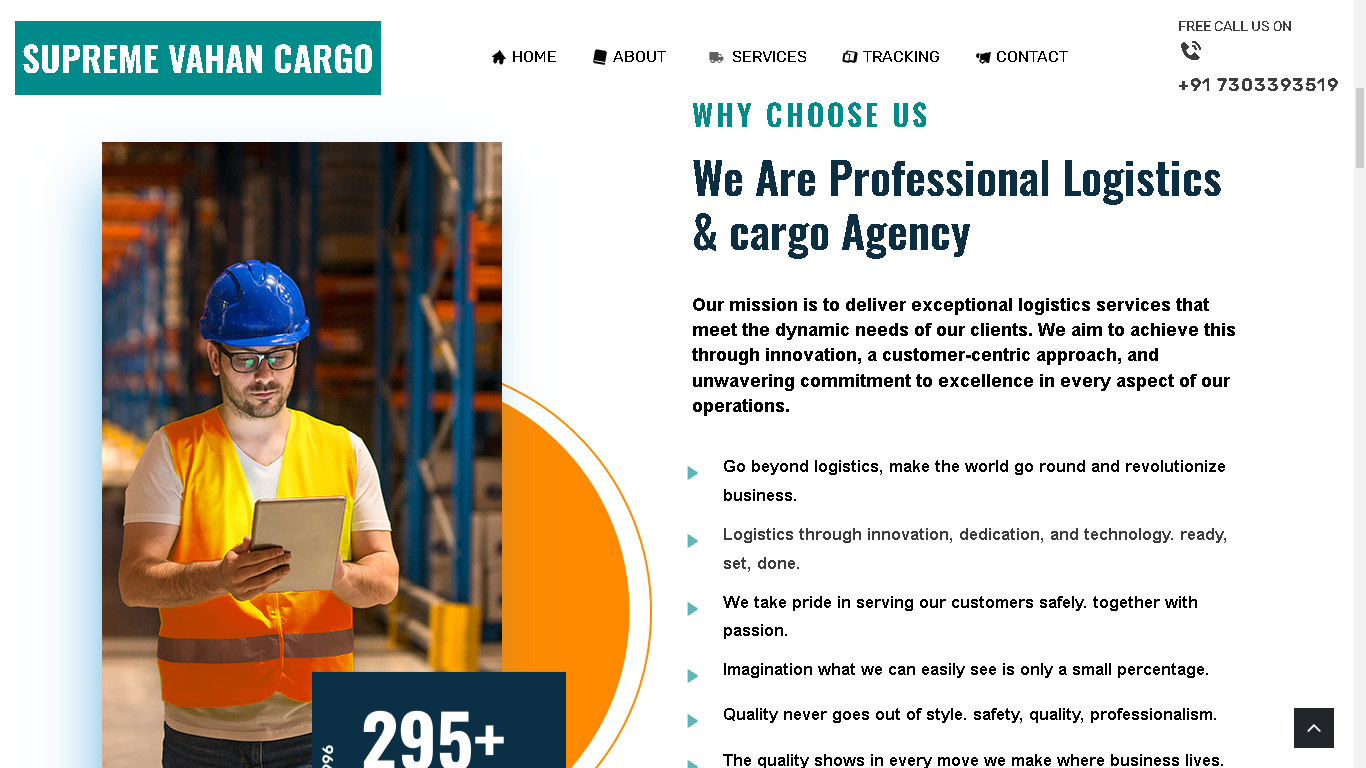 SUPREME VAHAN CARGO
HOME
ABOUT
SERVICES
TRACKING
CONTACT
FREE CALL US ON
+91 7303393519
WHY CHOOSE US
We Are Professional Logistics
& cargo Agency
Our mission is to deliver exceptional logistics services that
meet the dynamic needs of our clients. We aim to achieve this
through innovation, a customer-centric approach, and
unwavering commitment to excellence in every aspect of our
operations.
Go beyond logistics, make the world go round and revolutionize
business.
Logistics through innovation, dedication, and technology. ready,
set, done.
We take pride in serving our customers safely. together with
passion.
Imagination what we can easily see is only a small percentage.
Quality never goes out of style. safety, quality, professionalism.
The quality shows in every move we make where business lives.
295+